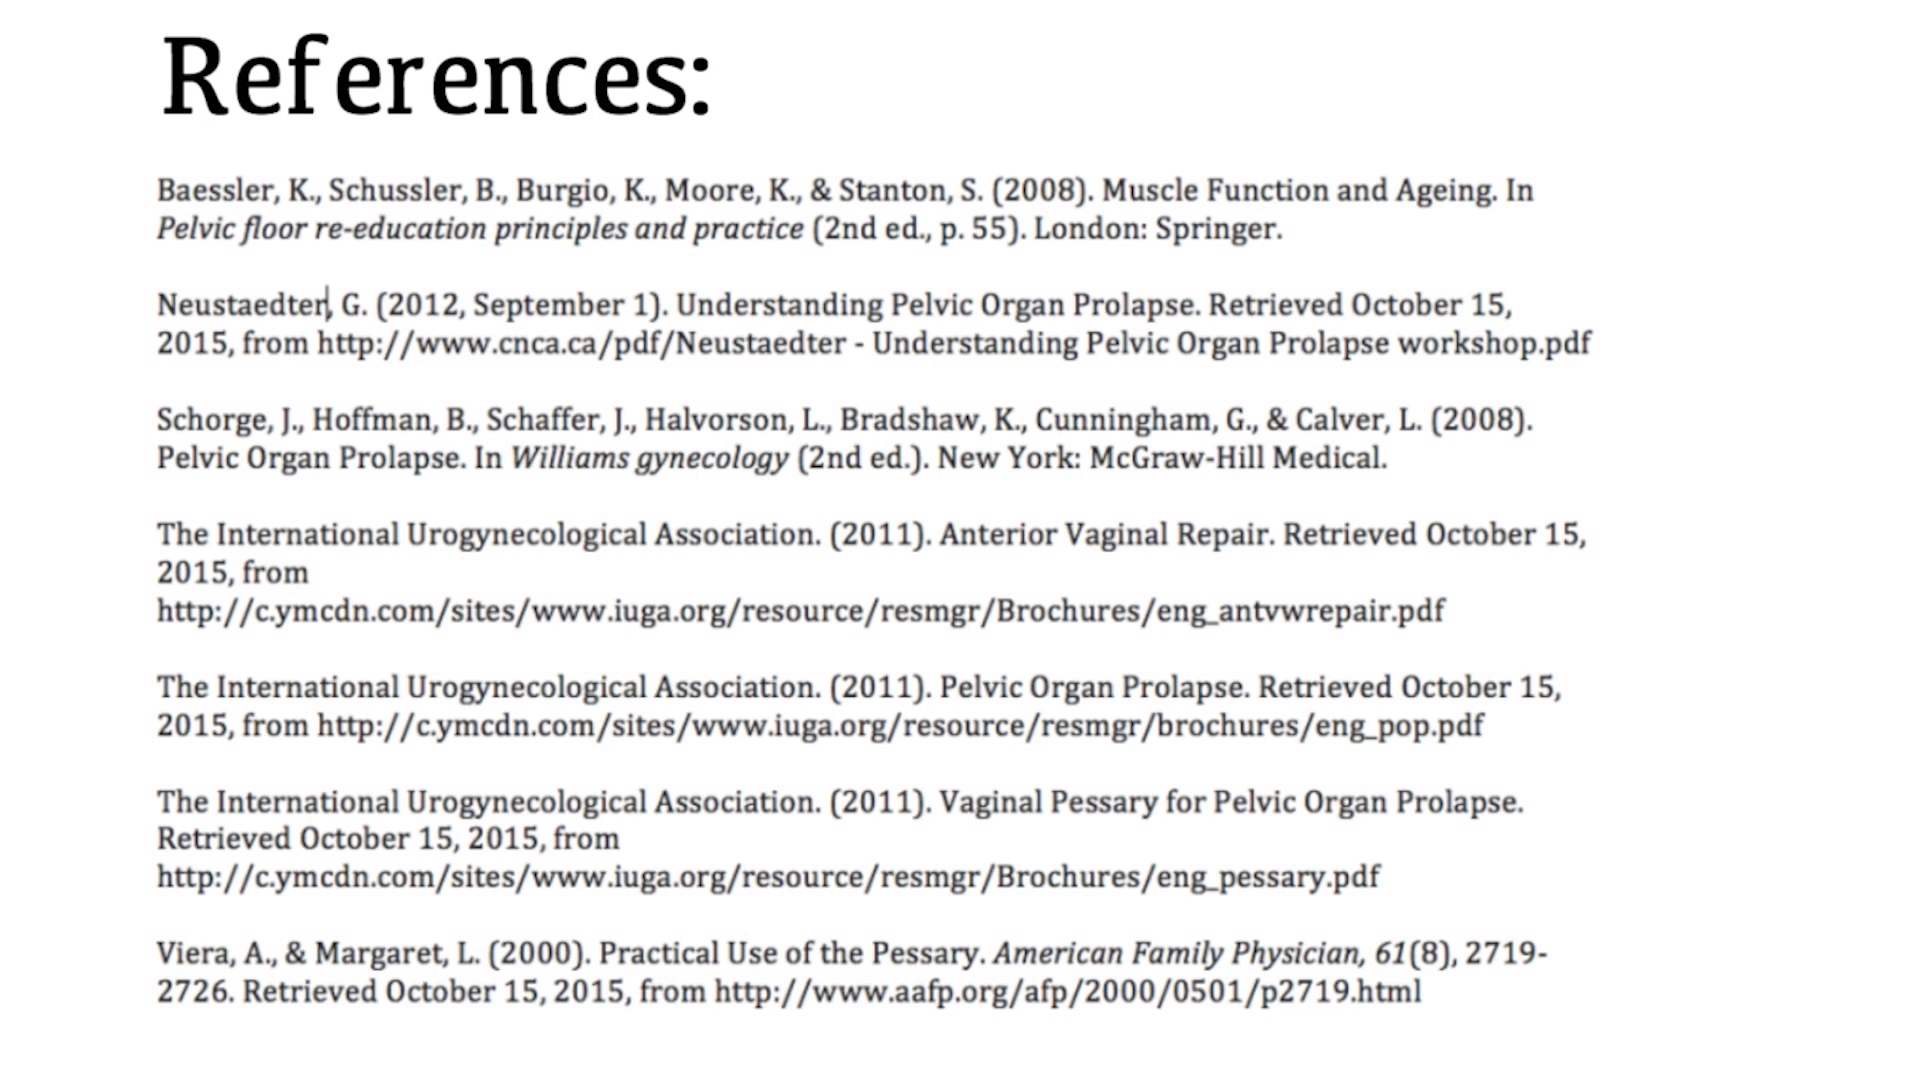 References:
Baessler, K., Schussler, B., Burgio, K., Moore, K., & Stanton, S. (2008). Muscle Function and Ageing. In
Pelvic floor re-education principles and practice (2nd ed., p. 55). London: Springer.
Neustaedter, G. (2012, September 1). Understanding Pelvic Organ Prolapse. Retrieved October 15,
2015, from http://www.cnca.ca/pdf/Neustaedter - Understanding Pelvic Organ Prolapse workshop.pdf
Schorge, J., Hoffman, B., Schaffer, J., Halvorson, L., Bradshaw, K., Cunningham, G., & Calver, L. (2008).
Pelvic Organ Prolapse. In Williams gynecology (2nd ed.). New York: McGraw-Hill Medical.
The International Urogynecological Association. (2011). Anterior Vaginal Repair. Retrieved October 15,
2015, from
http://c.ymcdn.com/sites/www.iuga.org/resource/resmgr/Brochures/eng_antvwrepair.pdf
The International Urogynecological Association. (2011). Pelvic Organ Prolapse. Retrieved October 15,
2015, from http://c.ymcdn.com/sites/www.iuga.org/resource/resmgr/brochures/eng_pop.pdf
The International Urogynecological Association. (2011). Vaginal Pessary for Pelvic Organ Prolapse.
Retrieved October 15, 2015, from
http://c.ymcdn.com/sites/www.iuga.org/resource/resmgr/Brochures/eng_pessary.pdf
Viera, A., & Margaret, L. (2000). Practical Use of the Pessary. American Family Physician, 61(8), 2719-
2726. Retrieved October 15, 2015, from http://www.aafp.org/afp/2000/0501/p2719.html